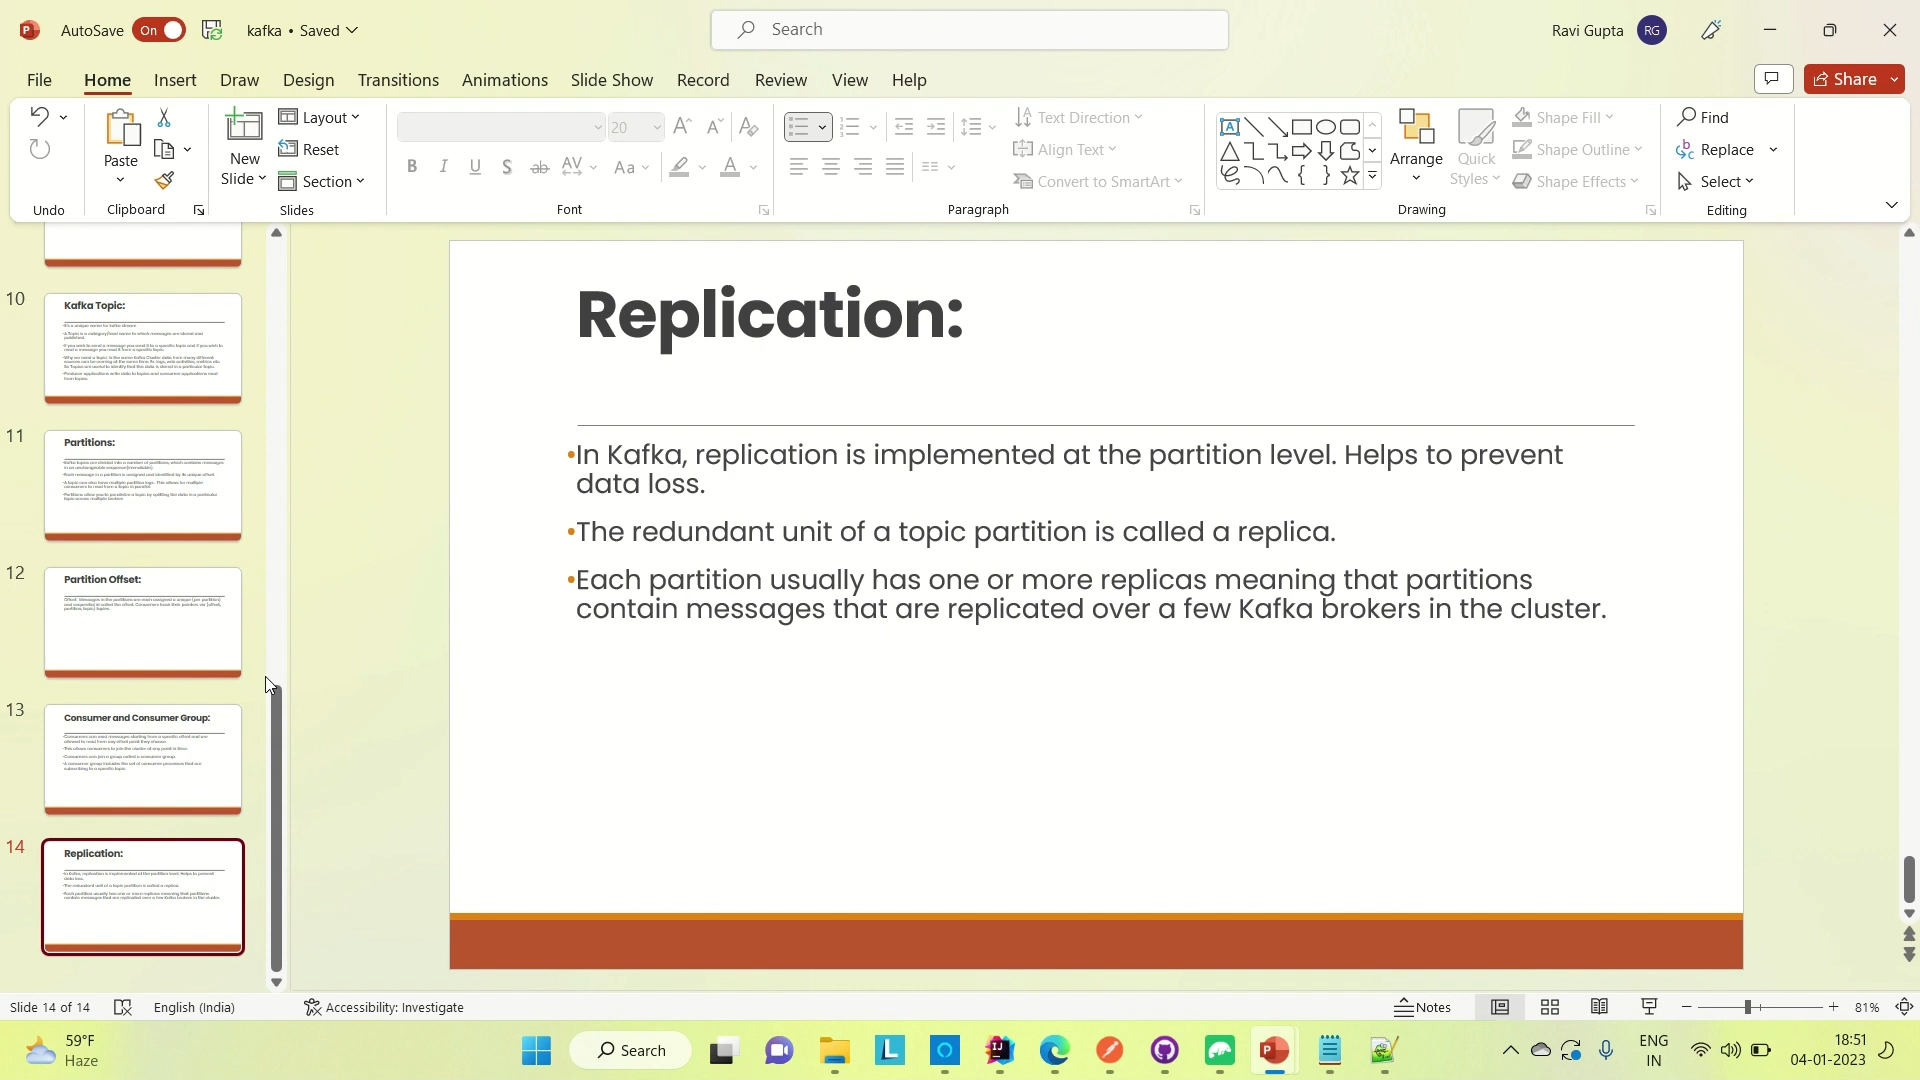 AutoSave On kafka • Saved Search Ravi Gupta RG
File Home Insert Draw Design Transitions Animations Slide Show Record Review View Help Share
Paste New Slide Layout Reset Section
20
B I U S ab AV Aa A
Text Direction Align Text Convert to SmartArt
Arrange Quick Styles Shape Fill Shape Outline Shape Effects
Find Replace Select
Undo Clipboard Slides Font Paragraph Drawing Editing
10
Kafka Topic:
11
Partitions:
12
Partition Offset:
13
Consumer and Consumer Group:
14
Replication:
Replication:
•In Kafka, replication is implemented at the partition level. Helps to prevent
data loss.
•The redundant unit of a topic partition is called a replica.
•Each partition usually has one or more replicas meaning that partitions
contain messages that are replicated over a few Kafka brokers in the cluster.
Slide 14 of 14 English (India) Accessibility: Investigate Notes 81%
59°F
Haze
Search
ENG
IN
18:51
04-01-2023